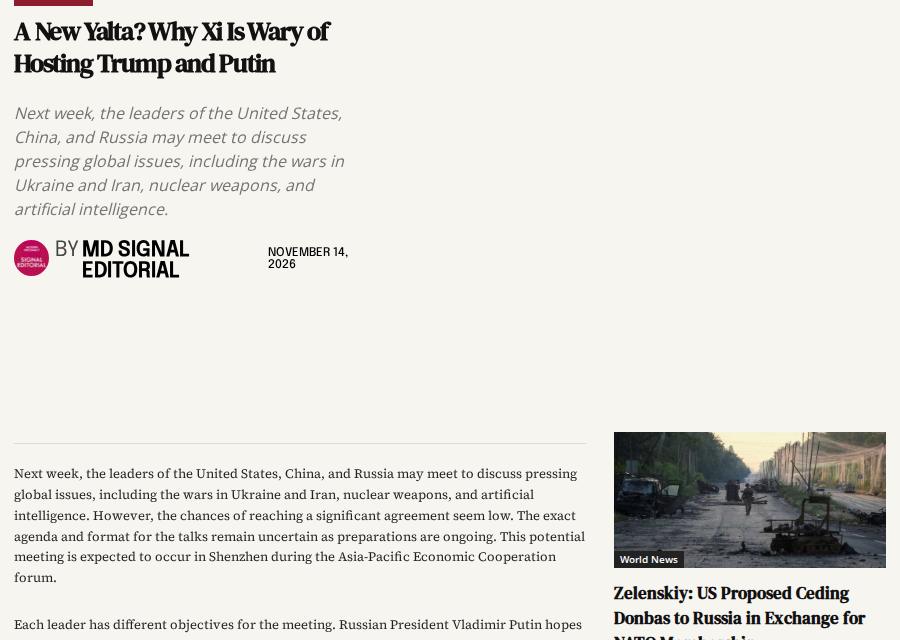 A New Yalta? Why Xi Is Wary of
Hosting Trump and Putin
Next week, the leaders of the United States,
China, and Russia may meet to discuss
pressing global issues, including the wars in
Ukraine and Iran, nuclear weapons, and
artificial intelligence.
SIGNAL
EDITORIAL
BY MD SIGNAL
EDITORIAL
NOVEMBER 14,
2026
Next week, the leaders of the United States, China, and Russia may meet to discuss pressing
global issues, including the wars in Ukraine and Iran, nuclear weapons, and artificial
intelligence. However, the chances of reaching a significant agreement seem low. The exact
agenda and format for the talks remain uncertain as preparations are ongoing. This potential
meeting is expected to occur in Shenzhen during the Asia-Pacific Economic Cooperation
forum.
Each leader has different objectives for the meeting. Russian President Vladimir Putin hopes
World News
Zelenskiy: US Proposed Ceding
Donbas to Russia in Exchange for
NATO Membership